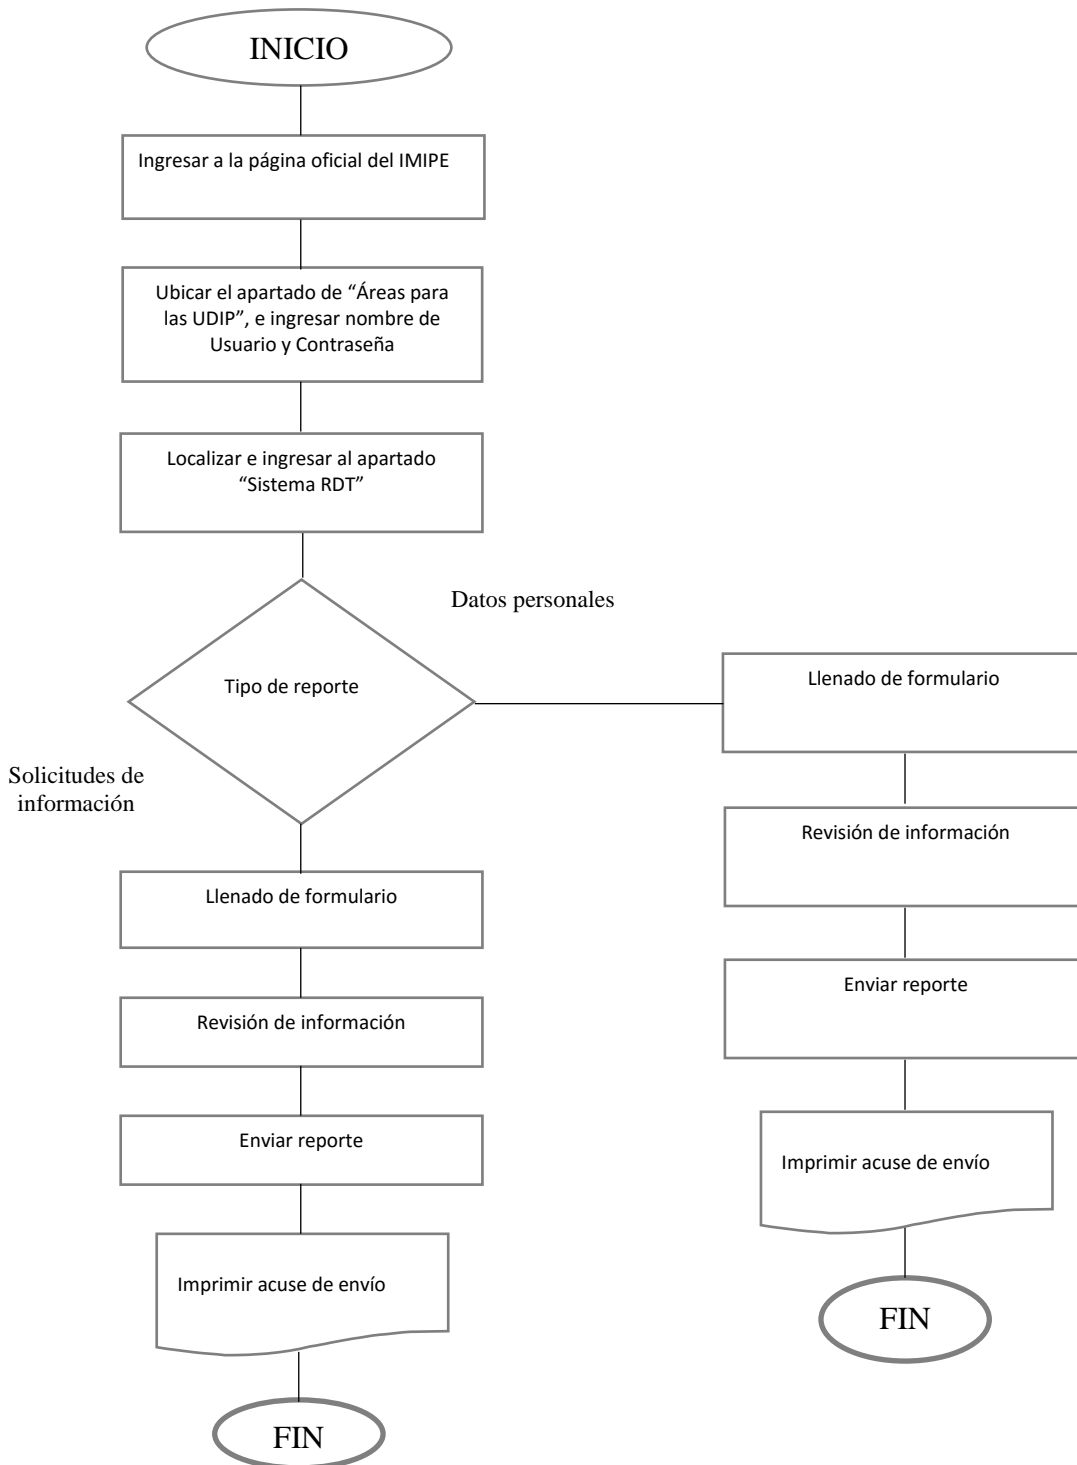 INICIO
Ingresar a la página oficial del IMIPE
Ubicar el apartado de “Áreas para
las UDIP”, e ingresar nombre de
Usuario y Contraseña
Localizar e ingresar al apartado
“Sistema RDT”
Tipo de reporte
Datos personales
Solicitudes de
información
Llenado de formulario
Revisión de información
Enviar reporte
Imprimir acuse de envío
FIN
Llenado de formulario
Revisión de información
Enviar reporte
Imprimir acuse de envío
FIN